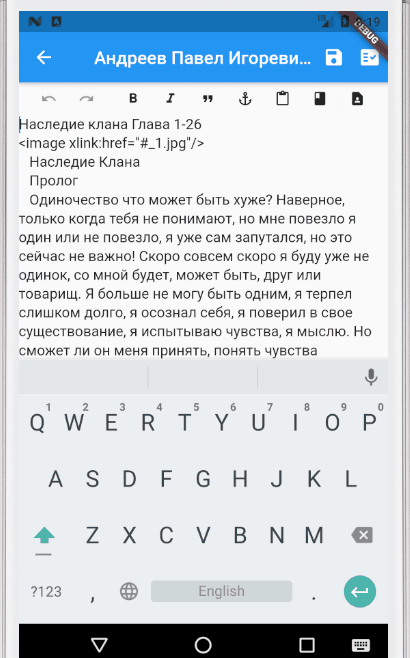 9:19
DEBUG
Андреев Павел Игореви...
B I
Наследие клана Глава 1-26
<image xlink:href="#_1.jpg"/>
Наследие Клана
Пролог
Одиночество что может быть хуже? Наверное,
только когда тебя не понимают, но мне повезло я
один или не повезло, я уже сам запутался, но это
сейчас не важно! Скоро совсем скоро я буду уже не
одинок, со мной будет, может быть, друг или
товарищ. Я больше не могу быть одним, я терпел
слишком долго, я осознал себя, я поверил в свое
существование, я испытываю чувства, я мыслю. Но
сможет ли он меня принять, понять чувства
1 2 3 4 5 6 7 8 9 0
Q W E R T Y U I O P
A S D F G H J K L
Z X C V B N M
?123 , English .